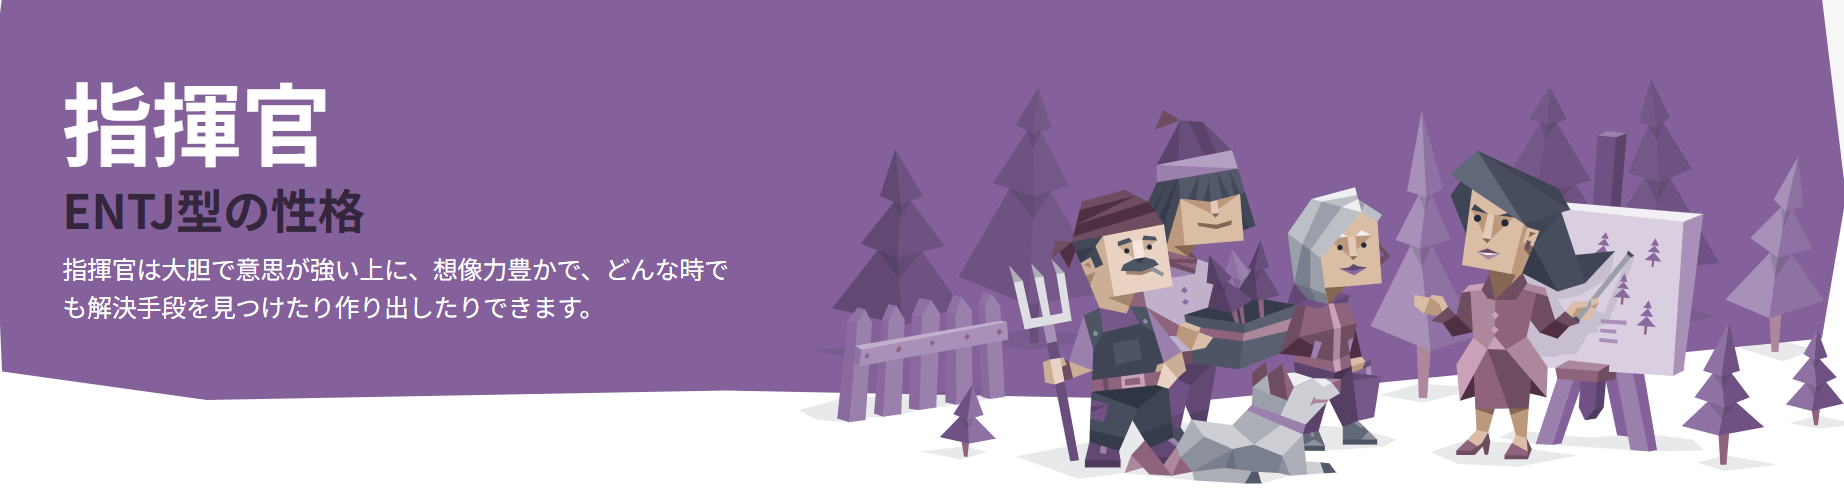 指揮官
ENTJ型の性格
指揮官は大胆で意思が強い上に、想像力豊かで、どんな時で
も解決手段を見つけたり作り出したりできます。